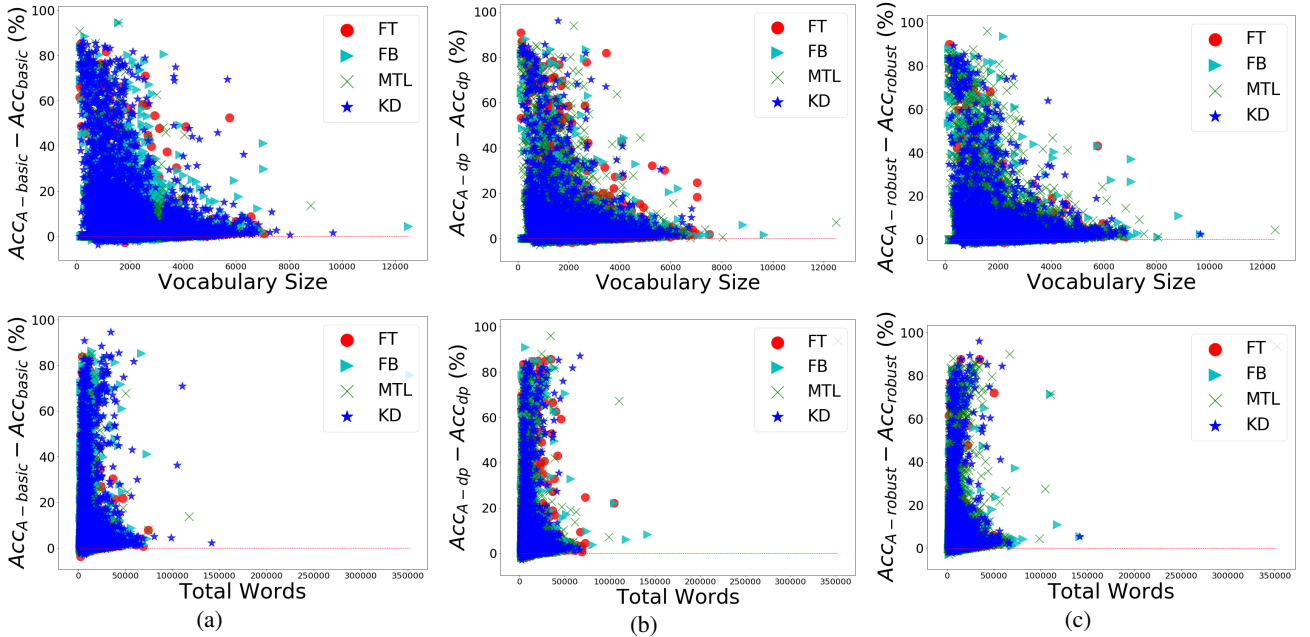 Acc_{A-basic} − Acc_{basic} (%)
100
80
60
40
20
0
0 2000 4000 6000 8000 10000 12000
Vocabulary Size
FT
FB
MTL
KD
Acc_{A-dp} − Acc_{dp} (%)
100
80
60
40
20
0
0 2000 4000 6000 8000 10000 12000
Vocabulary Size
FT
FB
MTL
KD
Acc_{A-robust} − Acc_{robust} (%)
100
80
60
40
20
0
0 2000 4000 6000 8000 10000 12000
Vocabulary Size
FT
FB
MTL
KD
Acc_{A-basic} − Acc_{basic} (%)
100
80
60
40
20
0
0 50000 100000 150000 200000 250000 300000 350000
Total Words
FT
FB
MTL
KD
(a)
Acc_{A-dp} − Acc_{dp} (%)
100
80
60
40
20
0
0 50000 100000 150000 200000 250000 300000 350000
Total Words
FT
FB
MTL
KD
(b)
Acc_{A-robust} − Acc_{robust} (%)
100
80
60
40
20
0
0 50000 100000 150000 200000 250000 300000 350000
Total Words
FT
FB
MTL
KD
(c)